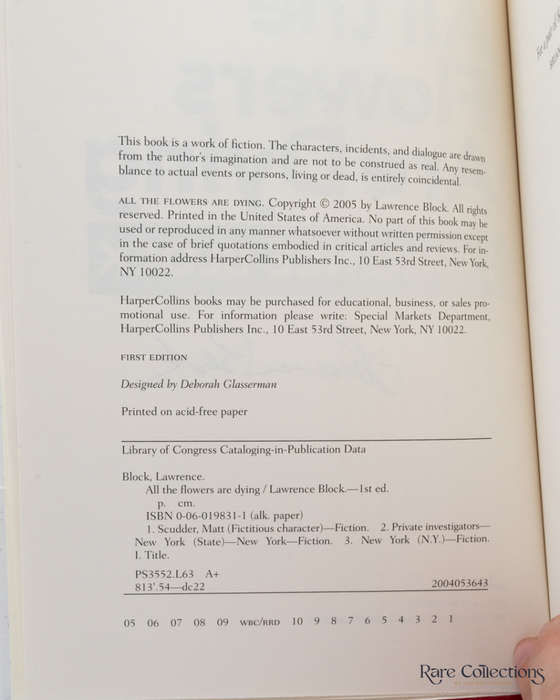 This book is a work of fiction. The characters, incidents, and dialogue are drawn
from the author's imagination and are not to be construed as real. Any resem-
blance to actual events or persons, living or dead, is entirely coincidental.
ALL THE FLOWERS ARE DYING. Copyright © 2005 by Lawrence Block. All rights
reserved. Printed in the United States of America. No part of this book may be
used or reproduced in any manner whatsoever without written permission except
in the case of brief quotations embodied in critical articles and reviews. For in-
formation address HarperCollins Publishers Inc., 10 East 53rd Street, New York,
NY 10022.
HarperCollins books may be purchased for educational, business, or sales pro-
motional use. For information please write: Special Markets Department,
HarperCollins Publishers Inc., 10 East 53rd Street, New York, NY 10022.
FIRST EDITION
Designed by Deborah Glasserman
Printed on acid-free paper
Library of Congress Cataloging-in-Publication Data
Block, Lawrence.
All the flowers are dying / Lawrence Block.—1st ed.
p. cm.
ISBN 0-06-019831-1 (alk. paper)
1. Scudder, Matt (Fictitious character)—Fiction. 2. Private investigators—
New York (State)—New York—Fiction. 3. New York (N.Y.)—Fiction.
I. Title.
PS3552.L63 A+
813'.54—dc22 2004053643
05 06 07 08 09 WBC/RRD 10 9 8 7 6 5 4 3 2 1
Rare Collections